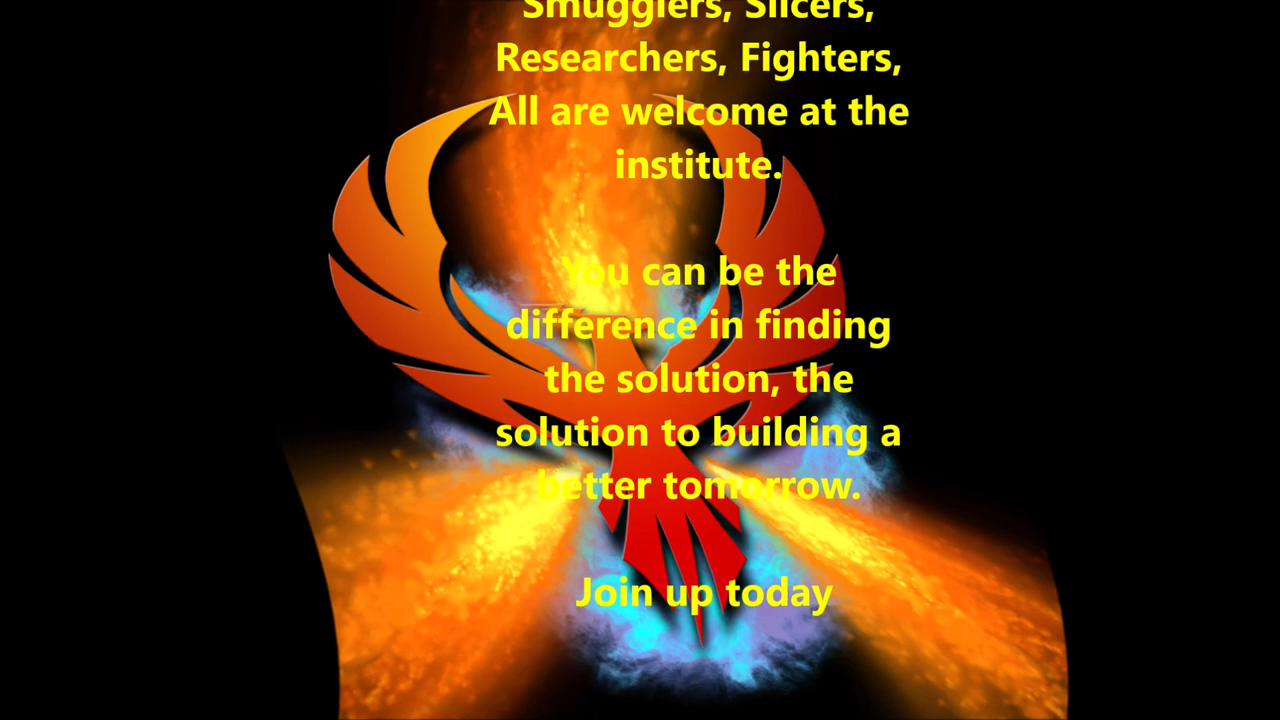 Smugglers, Slicers,
Researchers, Fighters,
All are welcome at the
institute.
You can be the
difference in finding
the solution, the
solution to building a
better tomorrow.
Join up today